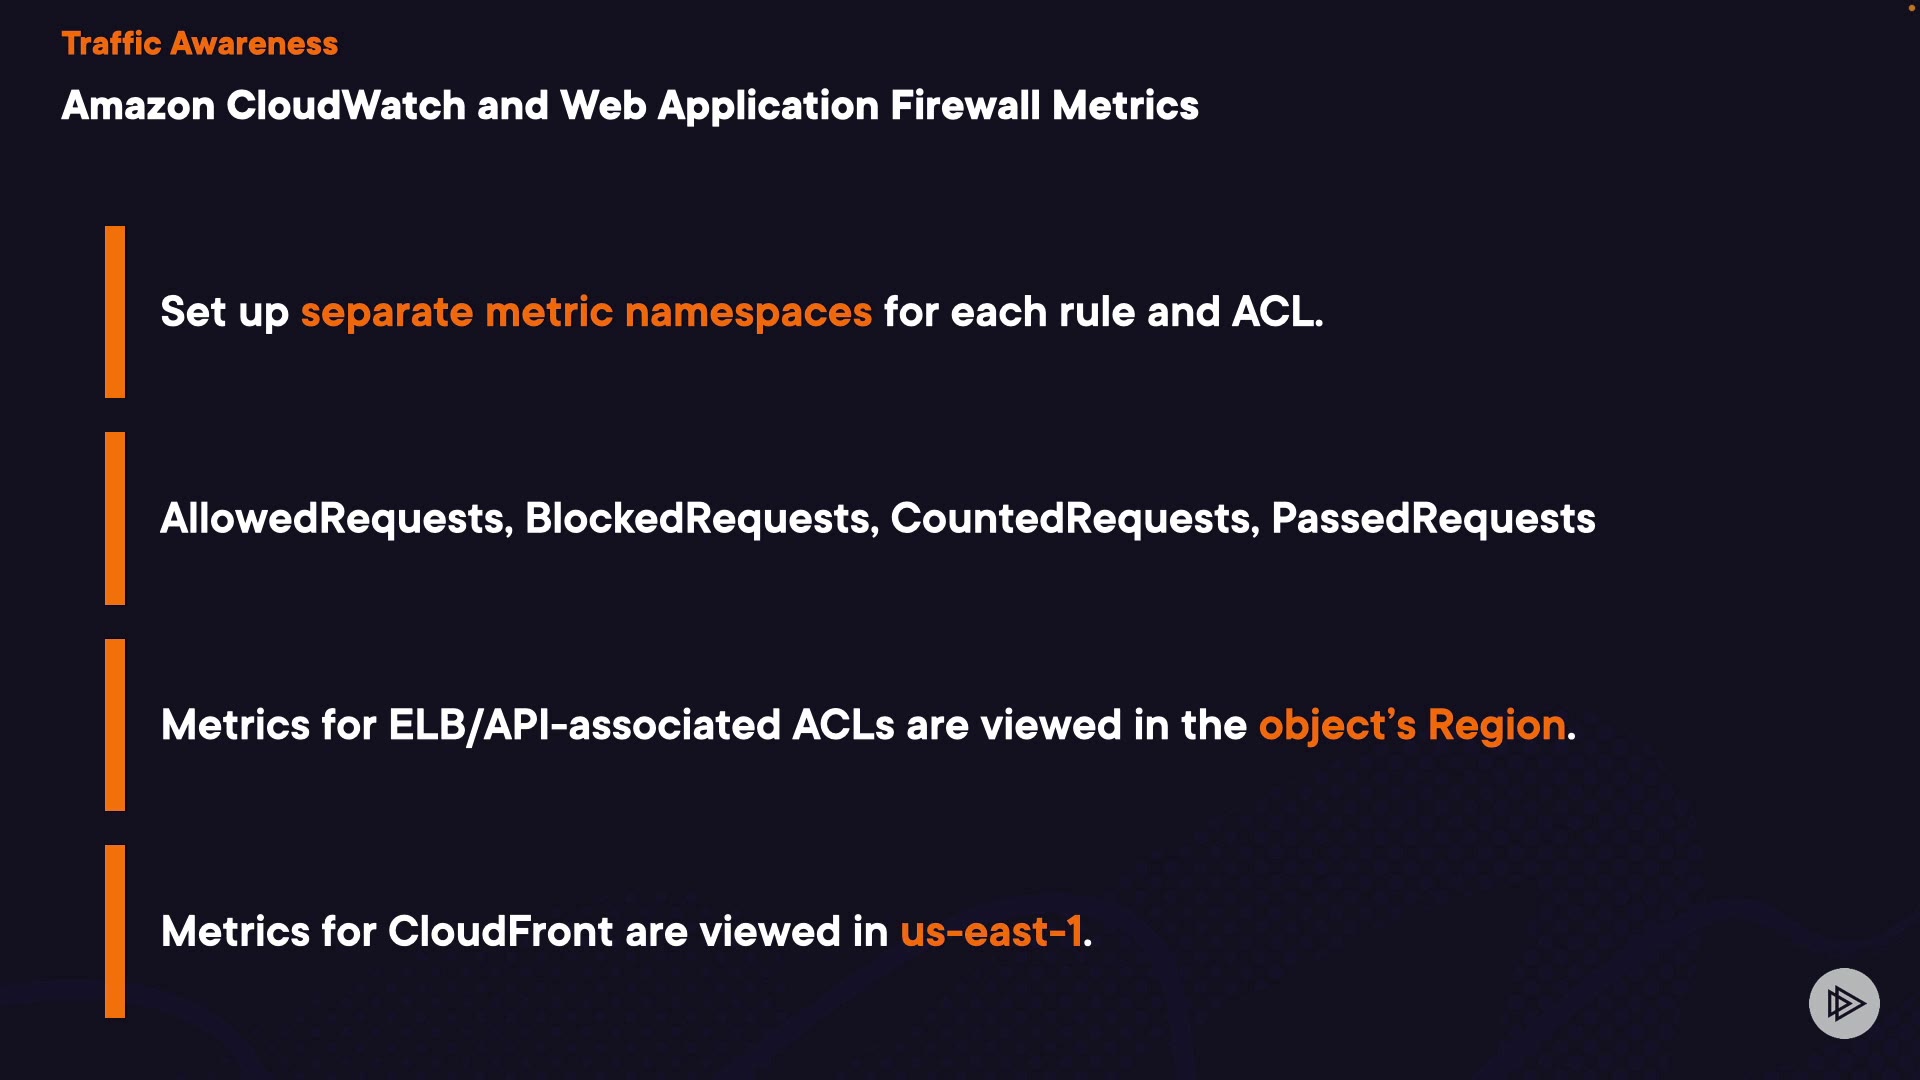 Traffic Awareness
Amazon CloudWatch and Web Application Firewall Metrics
Set up separate metric namespaces for each rule and ACL.
AllowedRequests, BlockedRequests, CountedRequests, PassedRequests
Metrics for ELB/API-associated ACLs are viewed in the object’s Region.
Metrics for CloudFront are viewed in us-east-1.